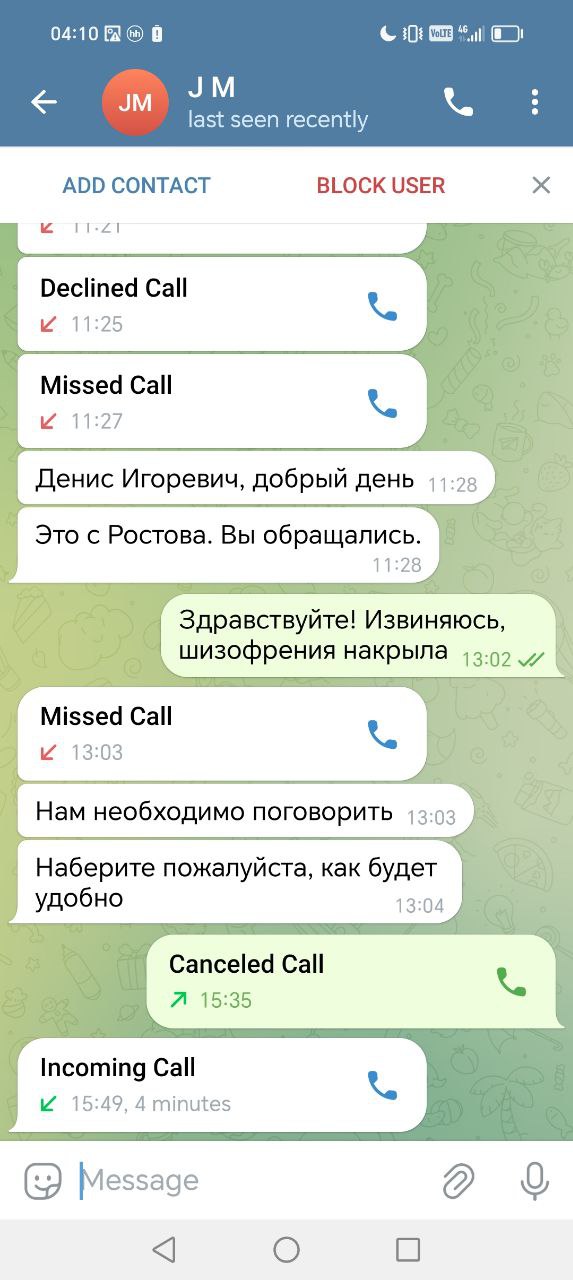 04:10
hh
VoLTE
4G
JM
J M
last seen recently
ADD CONTACT
BLOCK USER
11:21
Declined Call
11:25
Missed Call
11:27
Денис Игоревич, добрый день 11:28
Это с Ростова. Вы обращались.
11:28
Здравствуйте! Извиняюсь,
шизофрения накрыла 13:02
Missed Call
13:03
Нам необходимо поговорить 13:03
Наберите пожалуйста, как будет
удобно 13:04
Canceled Call
15:35
Incoming Call
15:49, 4 minutes
Message